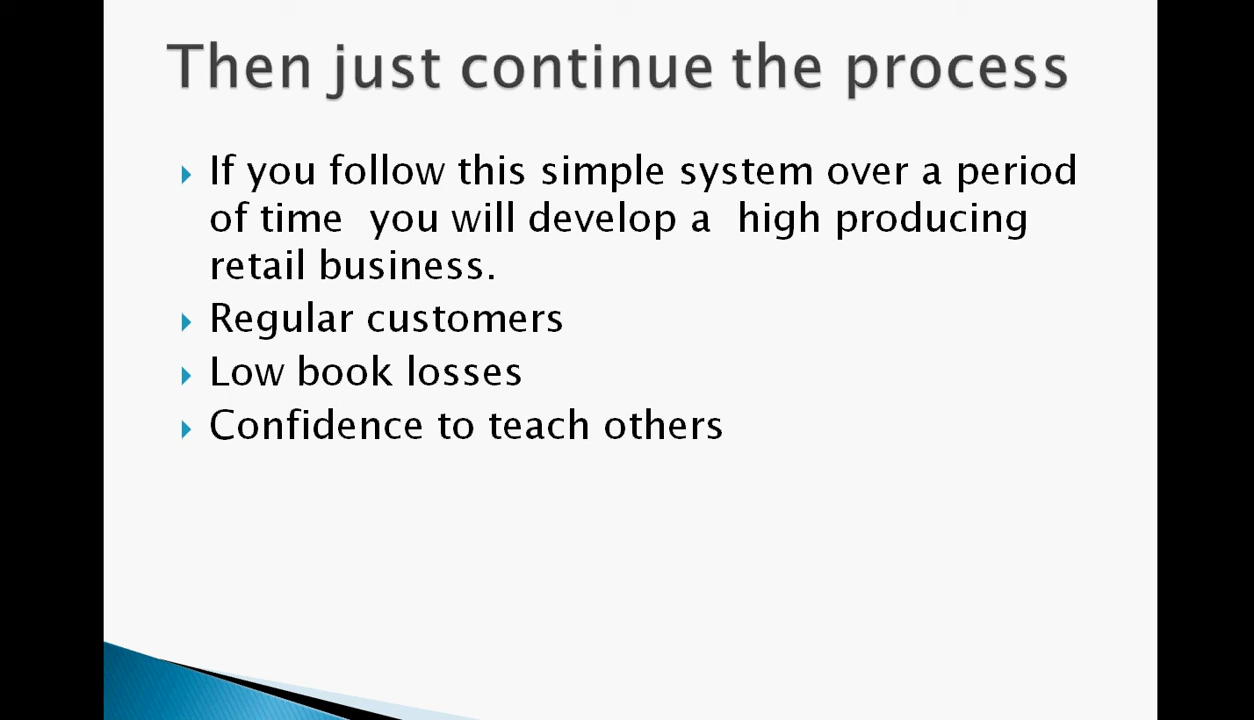 Then just continue the process
If you follow this simple system over a period
of time  you will develop a  high producing
retail business.
Regular customers
Low book losses
Confidence to teach others